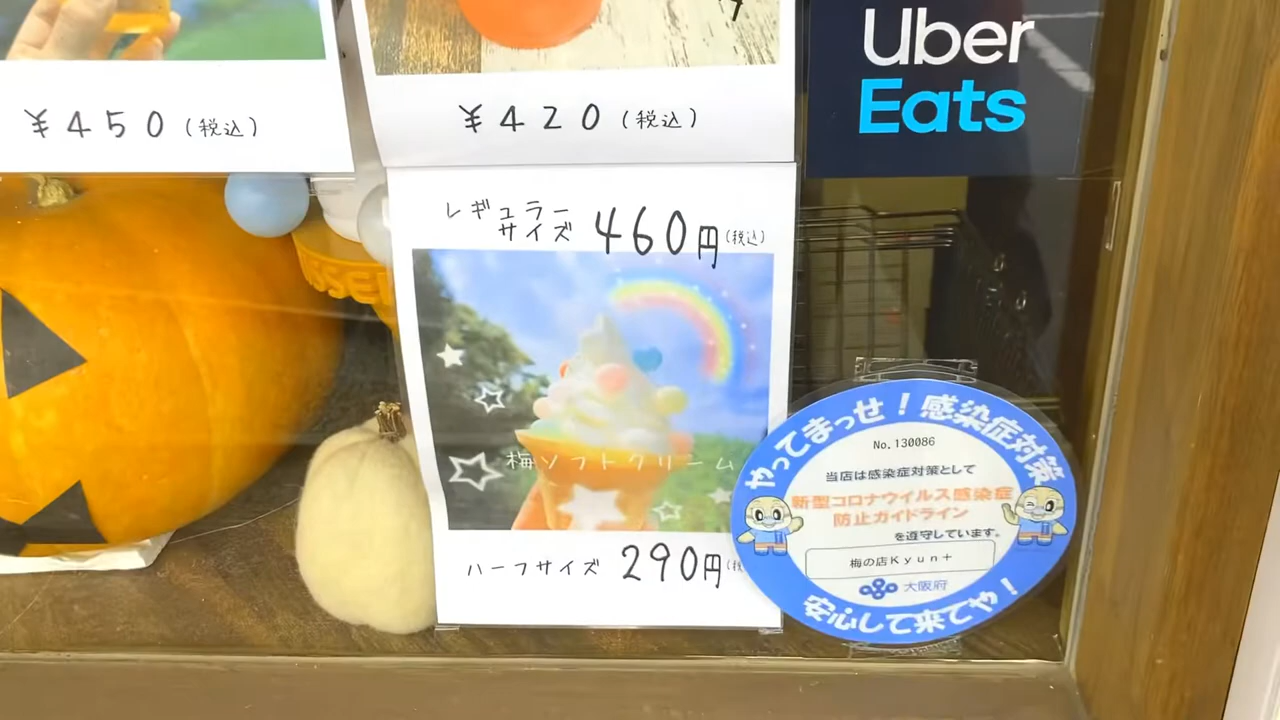 ¥450(税込)
¥420(税込)
Uber
Eats
レギュラー
サイズ 460円(税込)
梅ソフトクリーム
ハーフサイズ 290円
やってまっせ！感染症対策
No.130086
当店は感染症対策として
新型コロナウイルス感染症
防止ガイドライン
を遵守しています。
梅の店Kyun+
大阪府
安心して来てや！